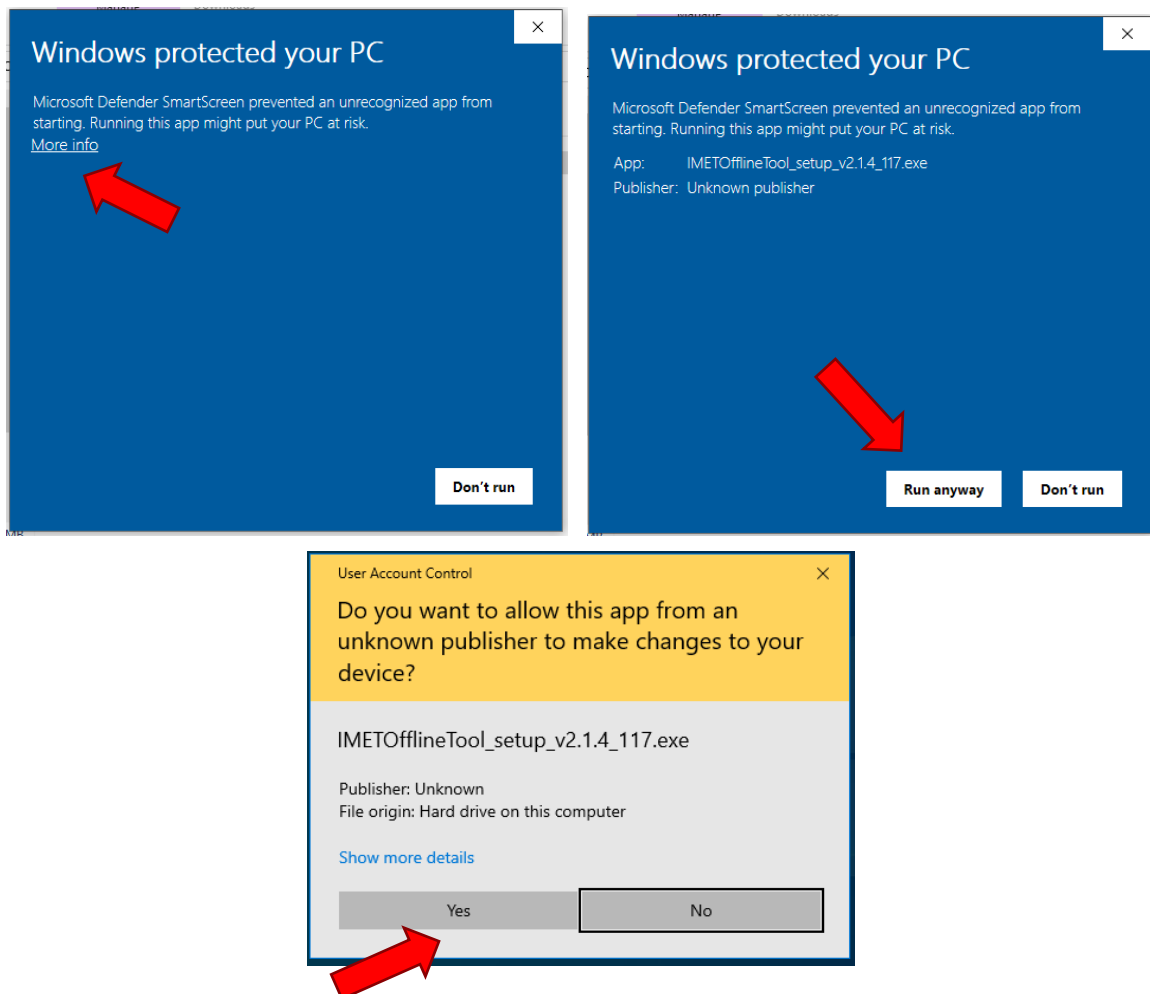 Windows protected your PC
Microsoft Defender SmartScreen prevented an unrecognized app from
starting. Running this app might put your PC at risk.
More info
Don't run
Windows protected your PC
Microsoft Defender SmartScreen prevented an unrecognized app from
starting. Running this app might put your PC at risk.
App: IMETOfflineTool_setup_v2.1.4_117.exe
Publisher: Unknown publisher
Run anyway Don't run
User Account Control
Do you want to allow this app from an
unknown publisher to make changes to your
device?
IMETOfflineTool_setup_v2.1.4_117.exe
Publisher: Unknown
File origin: Hard drive on this computer
Show more details
Yes No